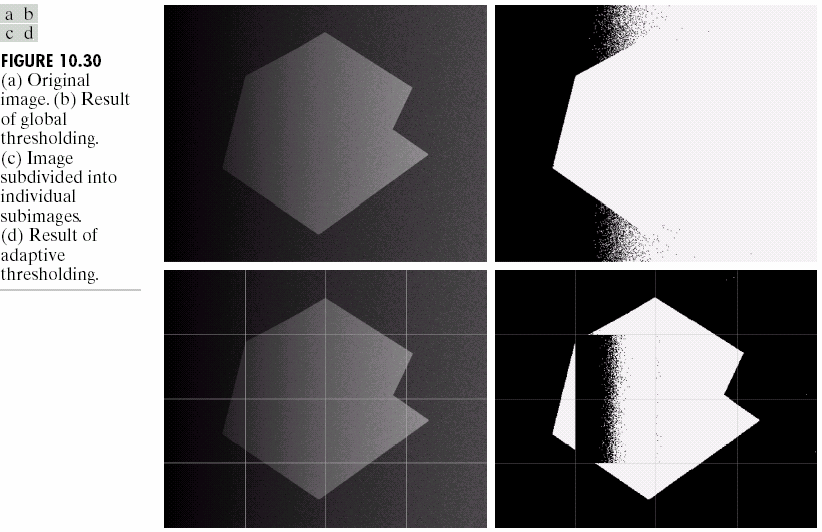 a b
c d
FIGURE 10.30
(a) Original
image. (b) Result
of global
thresholding.
(c) Image
subdivided into
individual
subimages.
(d) Result of
adaptive
thresholding.